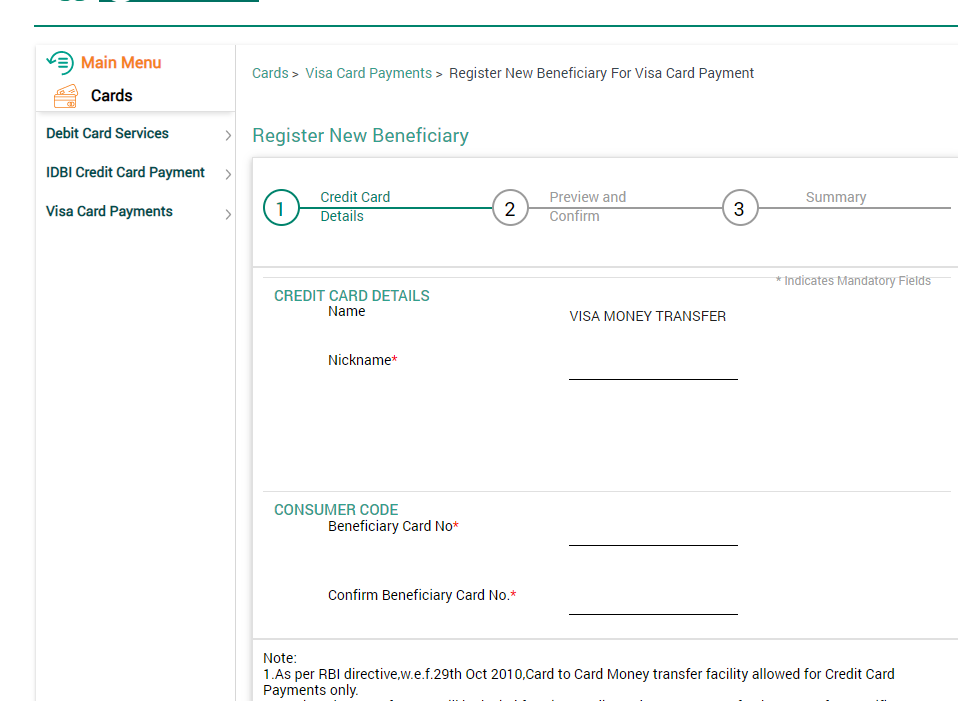 Main Menu
Cards
Debit Card Services
IDBI Credit Card Payment
Visa Card Payments
Cards > Visa Card Payments > Register New Beneficiary For Visa Card Payment
Register New Beneficiary
1 Credit Card
Details
2 Preview and
Confirm
3 Summary
* Indicates Mandatory Fields
CREDIT CARD DETAILS
Name VISA MONEY TRANSFER
Nickname*
CONSUMER CODE
Beneficiary Card No*
Confirm Beneficiary Card No.*
Note:
1.As per RBI directive,w.e.f.29th Oct 2010,Card to Card Money transfer facility allowed for Credit Card
Payments only.